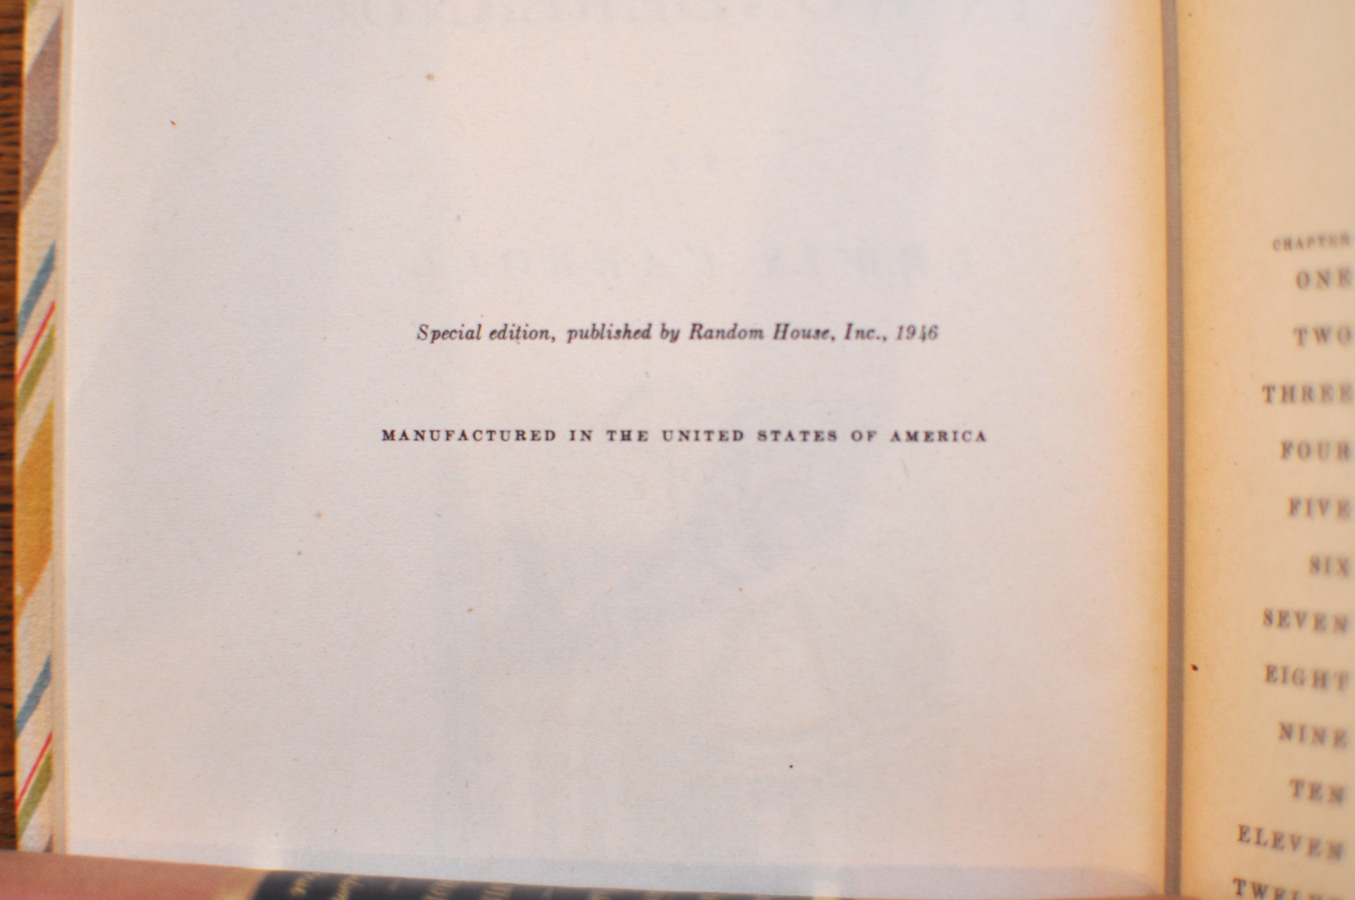 Special edition, published by Random House, Inc., 1946
MANUFACTURED IN THE UNITED STATES OF AMERICA
CHAPTER
ONE
TWO
THREE
FOUR
FIVE
SIX
SEVEN
EIGHT
NINE
TEN
ELEVEN
TWELVE